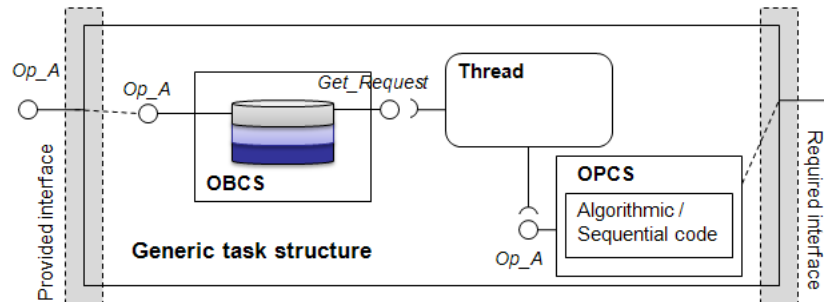 Op_A
Op_A
Get_Request
Thread
OBCS
OPCS
Algorithmic /
Sequential code
Op_A
Generic task structure
Provided interface
Required interface